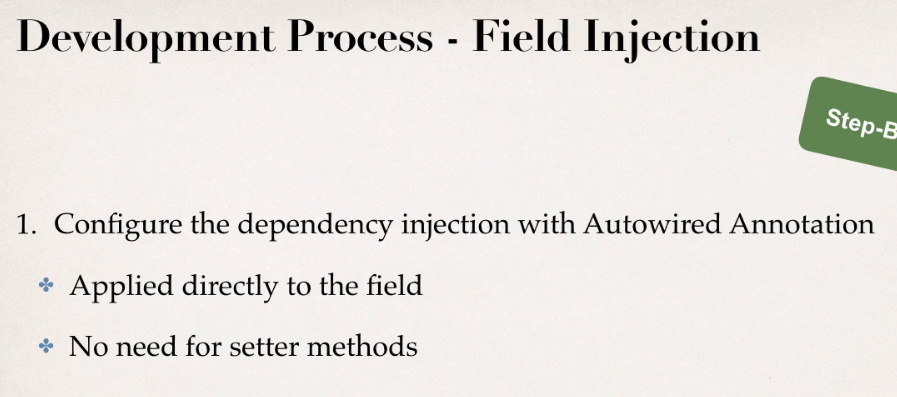 Development Process - Field Injection
Step-B
1. Configure the dependency injection with Autowired Annotation
Applied directly to the field
No need for setter methods